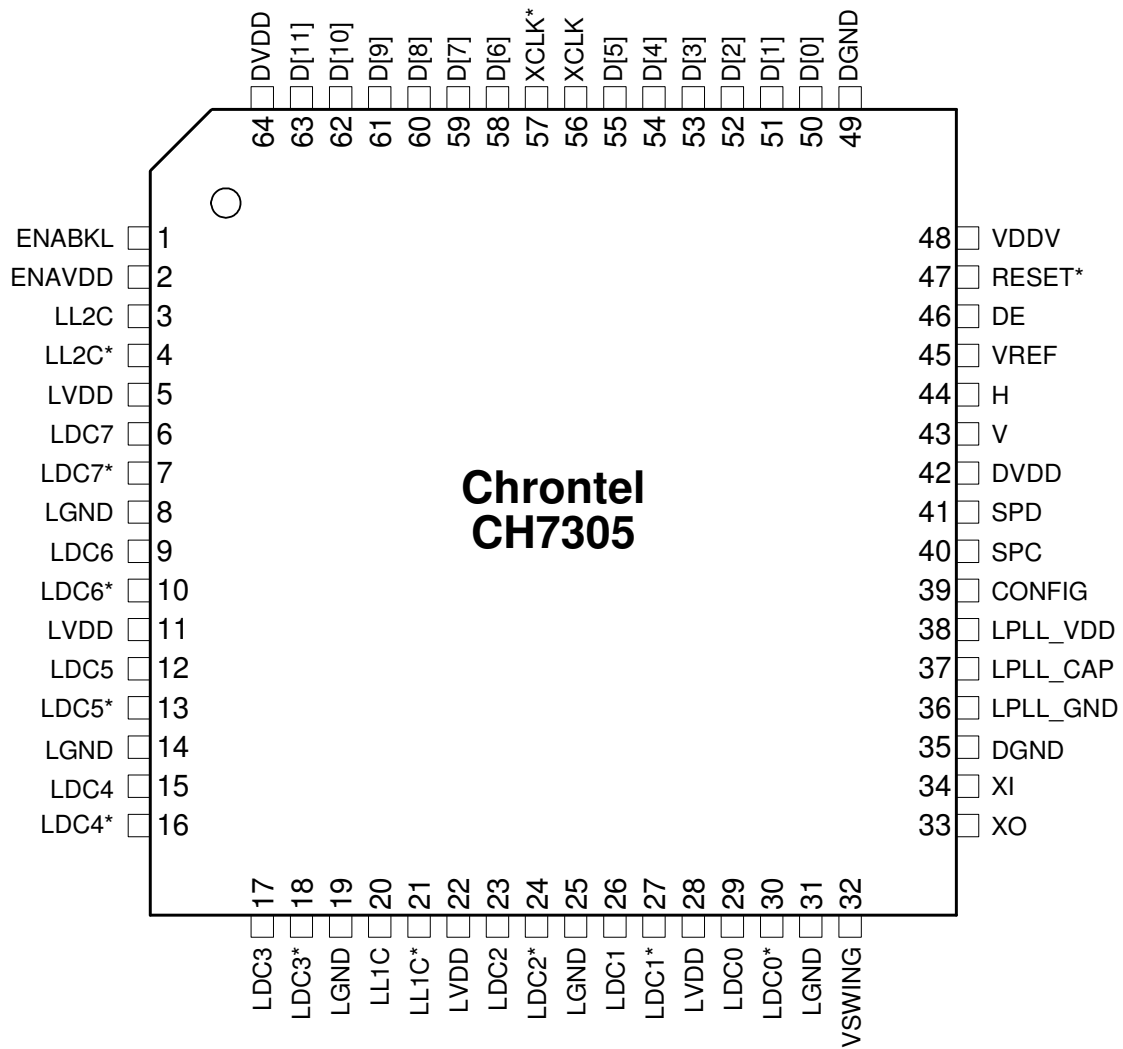 DVDD D[11] D[10] D[9] D[8] D[7] D[6] XCLK* XCLK D[5] D[4] D[3] D[2] D[1] D[0] DGND
64 63 62 61 60 59 58 57 56 55 54 53 52 51 50 49
ENABKL 1
ENAVDD 2
LL2C 3
LL2C* 4
LVDD 5
LDC7 6
LDC7* 7
LGND 8
LDC6 9
LDC6* 10
LVDD 11
LDC5 12
LDC5* 13
LGND 14
LDC4 15
LDC4* 16
Chrontel
CH7305
48 VDDV
47 RESET*
46 DE
45 VREF
44 H
43 V
42 DVDD
41 SPD
40 SPC
39 CONFIG
38 LPLL_VDD
37 LPLL_CAP
36 LPLL_GND
35 DGND
34 XI
33 XO
17 18 19 20 21 22 23 24 25 26 27 28 29 30 31 32
LDC3 LDC3* LGND LL1C LL1C* LVDD LDC2 LDC2* LGND LDC1 LDC1* LVDD LDC0 LDC0* LGND VSWING